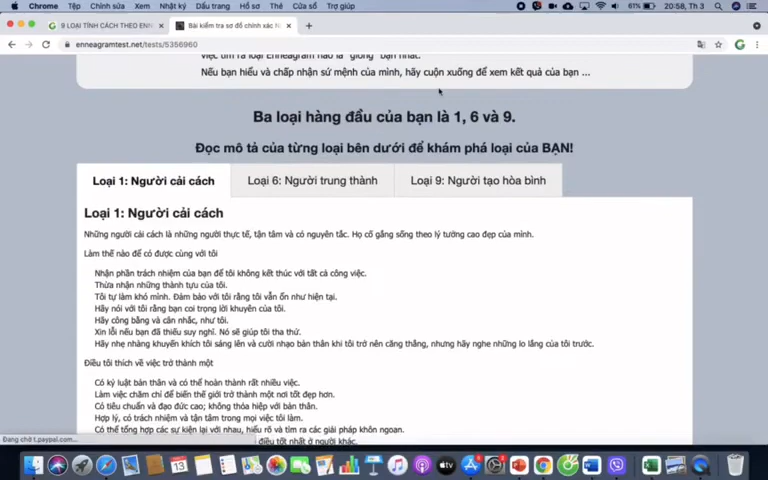 Chrome Tệp Chỉnh sửa Xem Nhật ký Dấu trang Hồ sơ Thẻ Cửa sổ Trợ giúp 61% 20:58, Th 3
9 LOẠI TÍNH CÁCH THEO ENN
Bài kiểm tra sơ đồ chính xác N
enneagramtest.net/tests/5356960
việc, tìm ra loại Enneagram nào là "giống" bạn nhất.
Nếu bạn hiểu và chấp nhận sứ mệnh của mình, hãy cuộn xuống để xem kết quả của bạn ...
Ba loại hàng đầu của bạn là 1, 6 và 9.
Đọc mô tả của từng loại bên dưới để khám phá loại của BẠN!
Loại 1: Người cải cách Loại 6: Người trung thành Loại 9: Người tạo hòa bình
Loại 1: Người cải cách
Những người cải cách là những người thực tế, tận tâm và có nguyên tắc. Họ cố gắng sống theo lý tưởng cao đẹp của mình.
Làm thế nào để có được cùng với tôi
Nhận phần trách nhiệm của bạn để tôi không kết thúc với tất cả công việc.
Thừa nhận những thành tựu của tôi.
Tôi tự làm khó mình. Đảm bảo với tôi rằng tôi vẫn ổn như hiện tại.
Hãy nói với tôi rằng bạn coi trọng lời khuyên của tôi.
Hãy công bằng và cân nhắc, như tôi.
Xin lỗi nếu bạn đã thiếu suy nghĩ. Nó sẽ giúp tôi tha thứ.
Hãy nhẹ nhàng khuyến khích tôi sáng lên và cười nhạo bản thân khi tôi trở nên căng thẳng, nhưng hãy nghe những lo lắng của tôi trước.
Điều tôi thích về việc trở thành một
Có kỷ luật bản thân và có thể hoàn thành rất nhiều việc.
Làm việc chăm chỉ để biến thế giới trở thành một nơi tốt đẹp hơn.
Có tiêu chuẩn và đạo đức cao; không thỏa hiệp với bản thân.
Hợp lý, có trách nhiệm và tận tâm trong mọi việc tôi làm.
Có thể tổng hợp các sự kiện lại với nhau, hiểu rõ và tìm ra các giải pháp khôn ngoan.
điều tốt nhất ở người khác.
Đang chờ t.paypal.com...
13